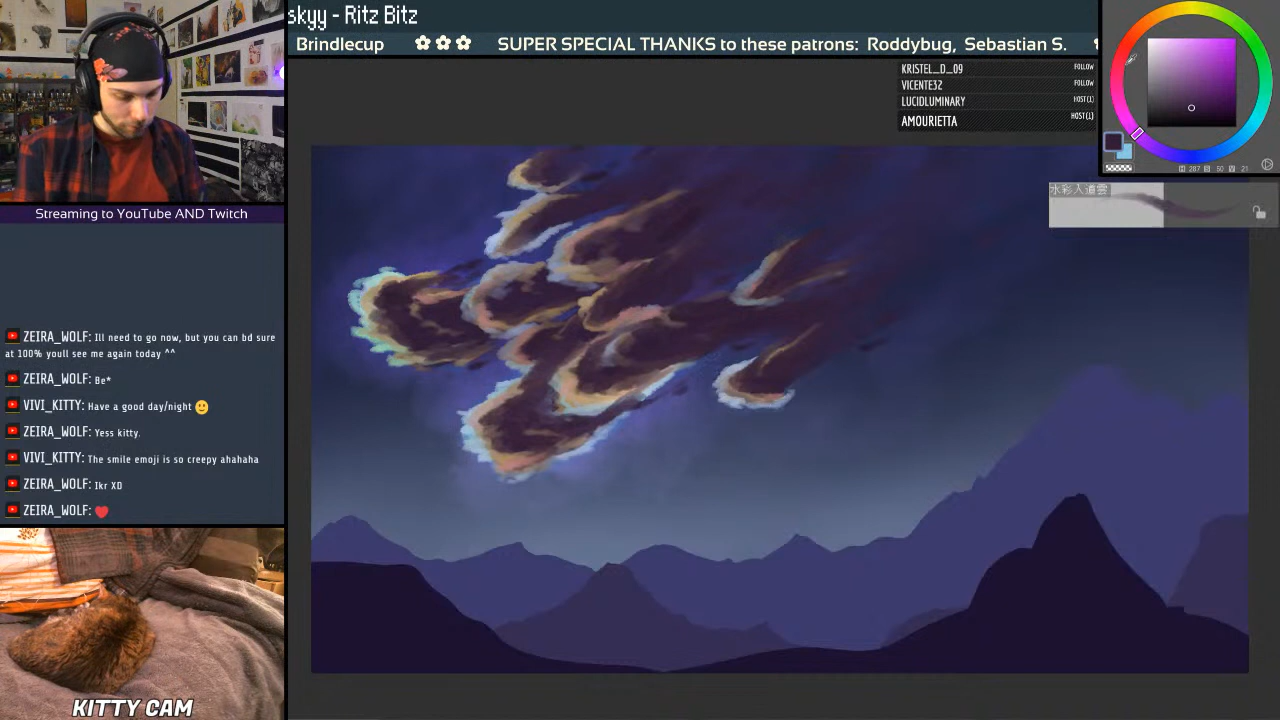 skyy - Ritz Bitz
Brindlecup ✿ ✿ ✿ SUPER SPECIAL THANKS to these patrons: Roddybug, Sebastian S.
KRISTEL_D_09 FOLLOW
VICENTE32 FOLLOW
LUCIDLUMINARY HOST(1)
AMOURIETTA HOST(1)
H 287 S 50 V 21
水彩入道雲
Streaming to YouTube AND Twitch
ZEIRA_WOLF: Ill need to go now, but you can bd sure
at 100% youll see me again today ^^
ZEIRA_WOLF: Be*
VIVI_KITTY: Have a good day/night 🙂
ZEIRA_WOLF: Yess kitty.
VIVI_KITTY: The smile emoji is so creepy ahahaha
ZEIRA_WOLF: Ikr XD
ZEIRA_WOLF: ❤
KITTY CAM